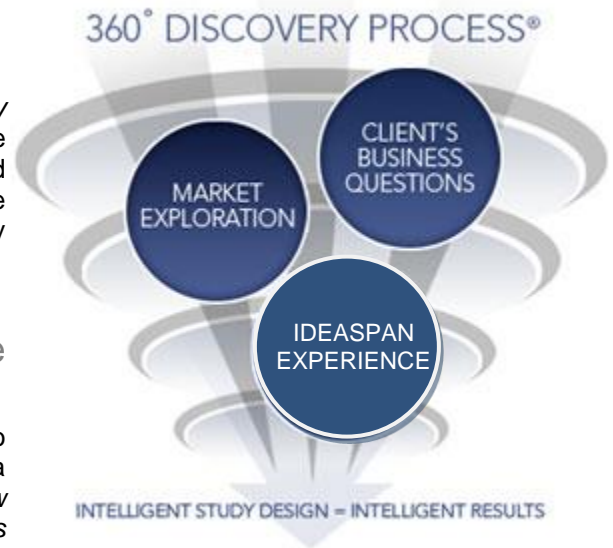 360° DISCOVERY PROCESS®
CLIENT'S
BUSINESS
QUESTIONS
MARKET
EXPLORATION
IDEASPAN
EXPERIENCE
INTELLIGENT STUDY DESIGN = INTELLIGENT RESULTS